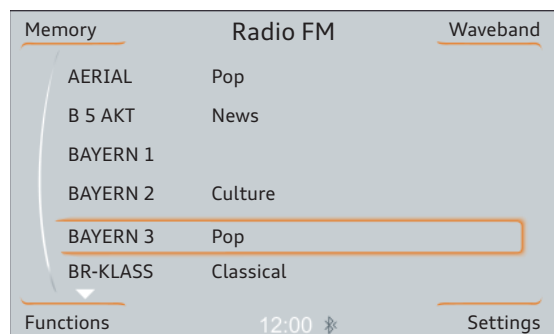 Memory Radio FM Waveband
AERIAL Pop
B 5 AKT News
BAYERN 1
BAYERN 2 Culture
BAYERN 3 Pop
BR-KLASS Classical
Functions 12:00 Settings